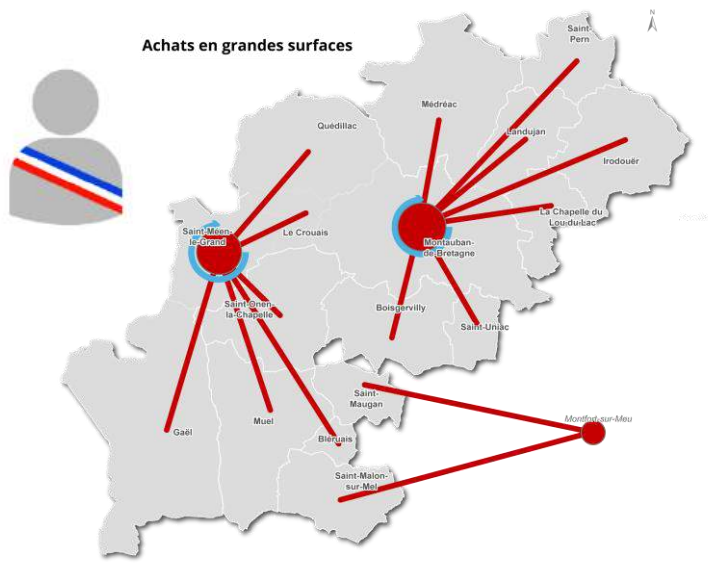 Achats en grandes surfaces
N
Saint-
Pern
Médréac
Quédillac
Landujan
Irodouër
La Chapelle du
Lou-du-Lac
Saint-Méen-
le-Grand
Le Crouais
Montauban-
de-Bretagne
Saint-Onen-
la-Chapelle
Boisgervilly
Saint-Uniac
Saint-
Maugan
Montfort-sur-Meu
Gaël
Muel
Bléruais
Saint-Malon-
sur-Mel